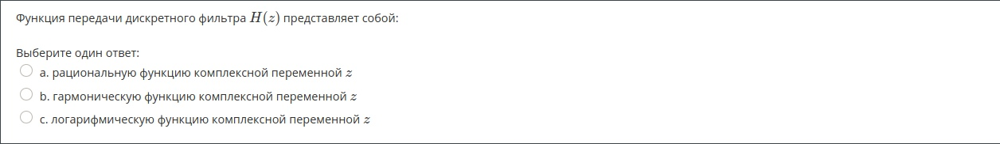 Функция передачи дискретного фильтра H(z) представляет собой:
Выберите один ответ:
a. рациональную функцию комплексной переменной z
b. гармоническую функцию комплексной переменной z
c. логарифмическую функцию комплексной переменной z